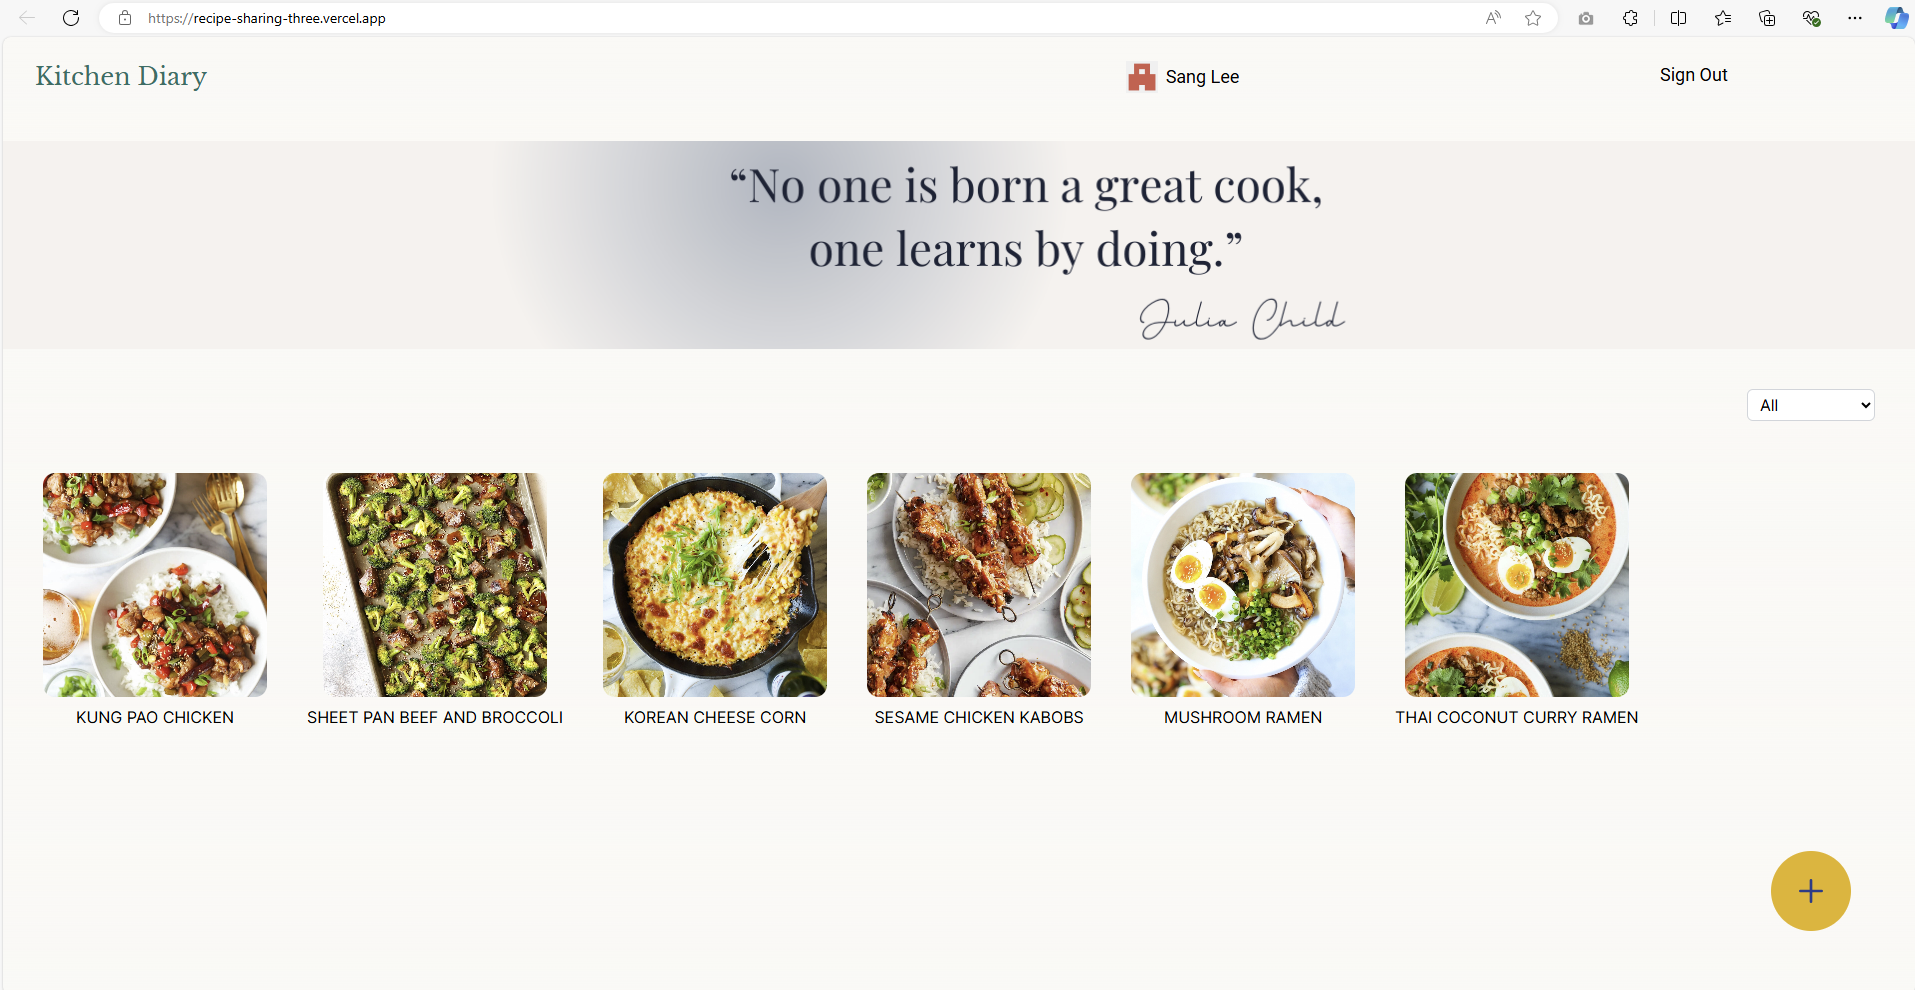 https://recipe-sharing-three.vercel.app
Kitchen Diary
Sang Lee
Sign Out
“No one is born a great cook,
one learns by doing.”
Julia Child
All
KUNG PAO CHICKEN
SHEET PAN BEEF AND BROCCOLI
KOREAN CHEESE CORN
SESAME CHICKEN KABOBS
MUSHROOM RAMEN
THAI COCONUT CURRY RAMEN